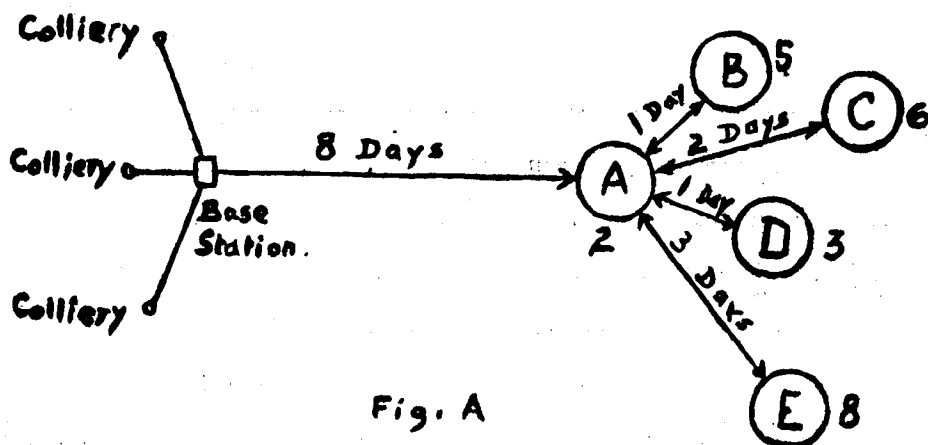 Colliery
Colliery
Colliery
Base
Station.
8 Days
A
2
1 Day
B
5
2 Days
C
6
1 Day
D
3
3 Days
E
8
Fig. A